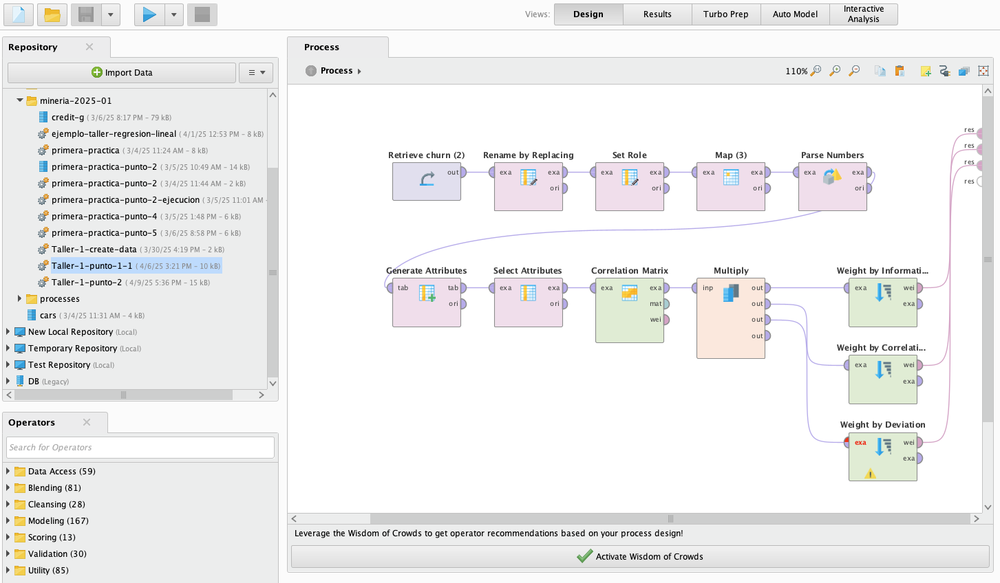 Views:
Design
Results
Turbo Prep
Auto Model
Interactive
Analysis
Repository
Import Data
mineria-2025-01
credit-g (3/6/25 8:17 PM – 79 kB)
ejemplo-taller-regresion-lineal (4/1/25 12:53 PM – 8 kB)
primera-practica (3/4/25 11:24 AM – 8 kB)
primera-practica-punto-2 (3/5/25 10:49 AM – 14 kB)
primera-practica-punto-2 (3/4/25 11:44 AM – 2 kB)
primera-practica-punto-2-ejecucion (3/5/25 11:01 AM -
primera-practica-punto-4 (3/5/25 1:48 PM – 6 kB)
primera-practica-punto-5 (3/6/25 8:58 PM – 6 kB)
Taller-1-create-data (3/30/25 4:19 PM – 2 kB)
Taller-1-punto-1-1 (4/6/25 3:21 PM – 10 kB)
Taller-1-punto-2 (4/9/25 5:36 PM – 15 kB)
processes
cars (3/4/25 11:31 AM – 4 kB)
New Local Repository (Local)
Temporary Repository (Local)
Test Repository (Local)
DB (Legacy)
Operators
Search for Operators
Data Access (59)
Blending (81)
Cleansing (28)
Modeling (167)
Scoring (13)
Validation (30)
Utility (85)
Process
Process
110%
res
res
res
res
Retrieve churn (2)
out
Rename by Replacing
exa exa
ori
Set Role
exa exa
ori
Map (3)
exa exa
ori
Parse Numbers
exa exa
ori
Generate Attributes
tab tab
ori
Select Attributes
exa exa
ori
Correlation Matrix
exa exa
mat
wei
Multiply
inp out
out
out
out
Weight by Informati...
exa wei
exa
Weight by Correlati...
exa wei
exa
Weight by Deviation
exa wei
exa
Leverage the Wisdom of Crowds to get operator recommendations based on your process design!
Activate Wisdom of Crowds